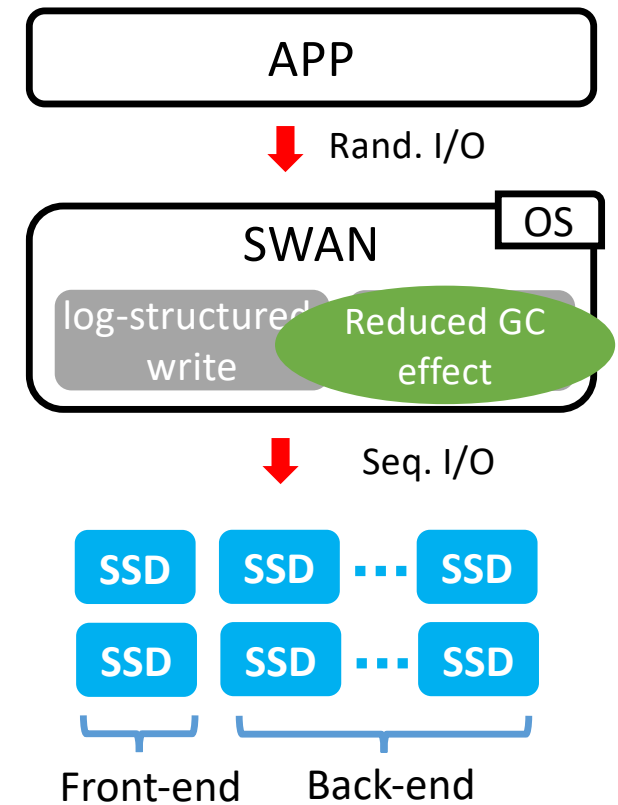 APP
Rand. I/O
OS
SWAN
log-structured
write
Reduced GC
effect
Seq. I/O
SSD SSD SSD
SSD SSD SSD
Front-end Back-end